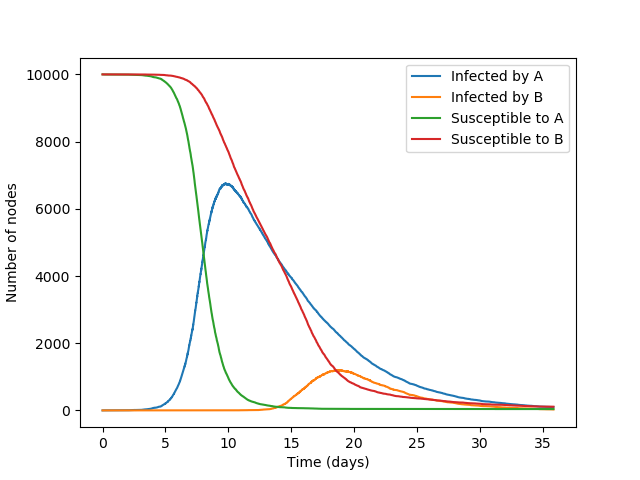 Number of nodes
10000
8000
6000
4000
2000
0
Infected by A
Infected by B
Susceptible to A
Susceptible to B
0 5 10 15 20 25 30 35
Time (days)